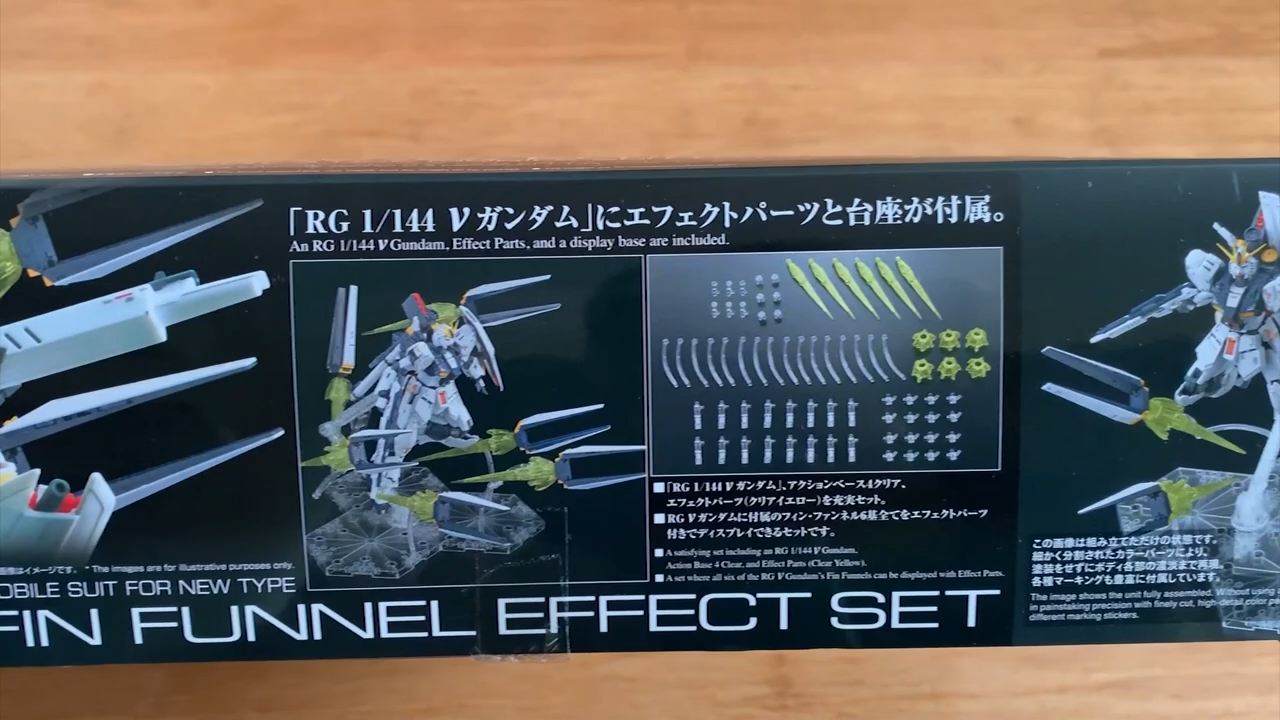 「RG 1/144 νガンダム」にエフェクトパーツと台座が付属。
An RG 1/144 ν Gundam, Effect Parts, and a display base are included.
■「RG 1/144 νガンダム」、アクションベース4クリア、
エフェクトパーツ(クリアイエロー)を充実セット。
■RG νガンダムに付属のフィン・ファンネル6基全てをエフェクトパーツ
付きでディスプレイできるセットです。
■A satisfying set including an RG 1/144 ν Gundam,
Action Base 4 Clear, and Effect Parts (Clear Yellow).
■A set where all six of the RG ν Gundam's Fin Funnels can be displayed with Effect Parts.
画像はイメージです。 *The images are for illustrative purposes only.
OBILE SUIT FOR NEW TYPE
FIN FUNNEL EFFECT SET
この画像は組み立てただけの状態です。
細かく分割されたカラーパーツにより、
塗装をせずにボディ各部の濃淡まで再現。
各種マーキングも豊富に付属しています。
The image shows the unit fully assembled. Without using
in painstaking precision with finely cut, high-detail color
different marking stickers.